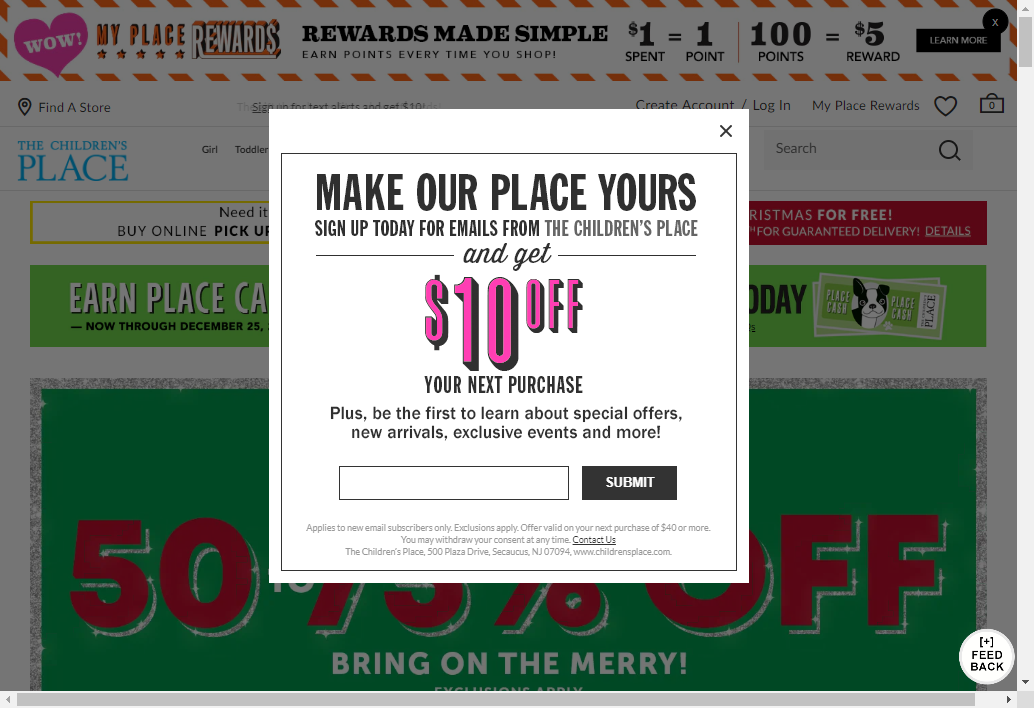 WOW! MY PLACE REWARDS
REWARDS MADE SIMPLE
EARN POINTS EVERY TIME YOU SHOP!
$1 = 1 100 = $5
SPENT POINT POINTS REWARD
LEARN MORE
X
Find A Store
Sign up for text alerts and get $10
Create Account / Log In
My Place Rewards
0
THE CHILDREN'S
PLACE
Girl Toddler
Search
Need it
BUY ONLINE PICK UP
RISTMAS FOR FREE!
FOR GUARANTEED DELIVERY! DETAILS
EARN PLACE CA
— NOW THROUGH DECEMBER 25,
ODAY
PLACE CASH
PLACE CASH
PLACE
MAKE OUR PLACE YOURS
SIGN UP TODAY FOR EMAILS FROM THE CHILDREN'S PLACE
and get
$10 OFF
YOUR NEXT PURCHASE
Plus, be the first to learn about special offers,
new arrivals, exclusive events and more!
SUBMIT
Applies to new email subscribers only. Exclusions apply. Offer valid on your next purchase of $40 or more.
You may withdraw your consent at any time. Contact Us
The Children's Place, 500 Plaza Drive, Secaucus, NJ 07094, www.childrensplace.com.
50 TO 75% OFF
BRING ON THE MERRY!
EXCLUSIONS APPLY
[+]
FEED
BACK